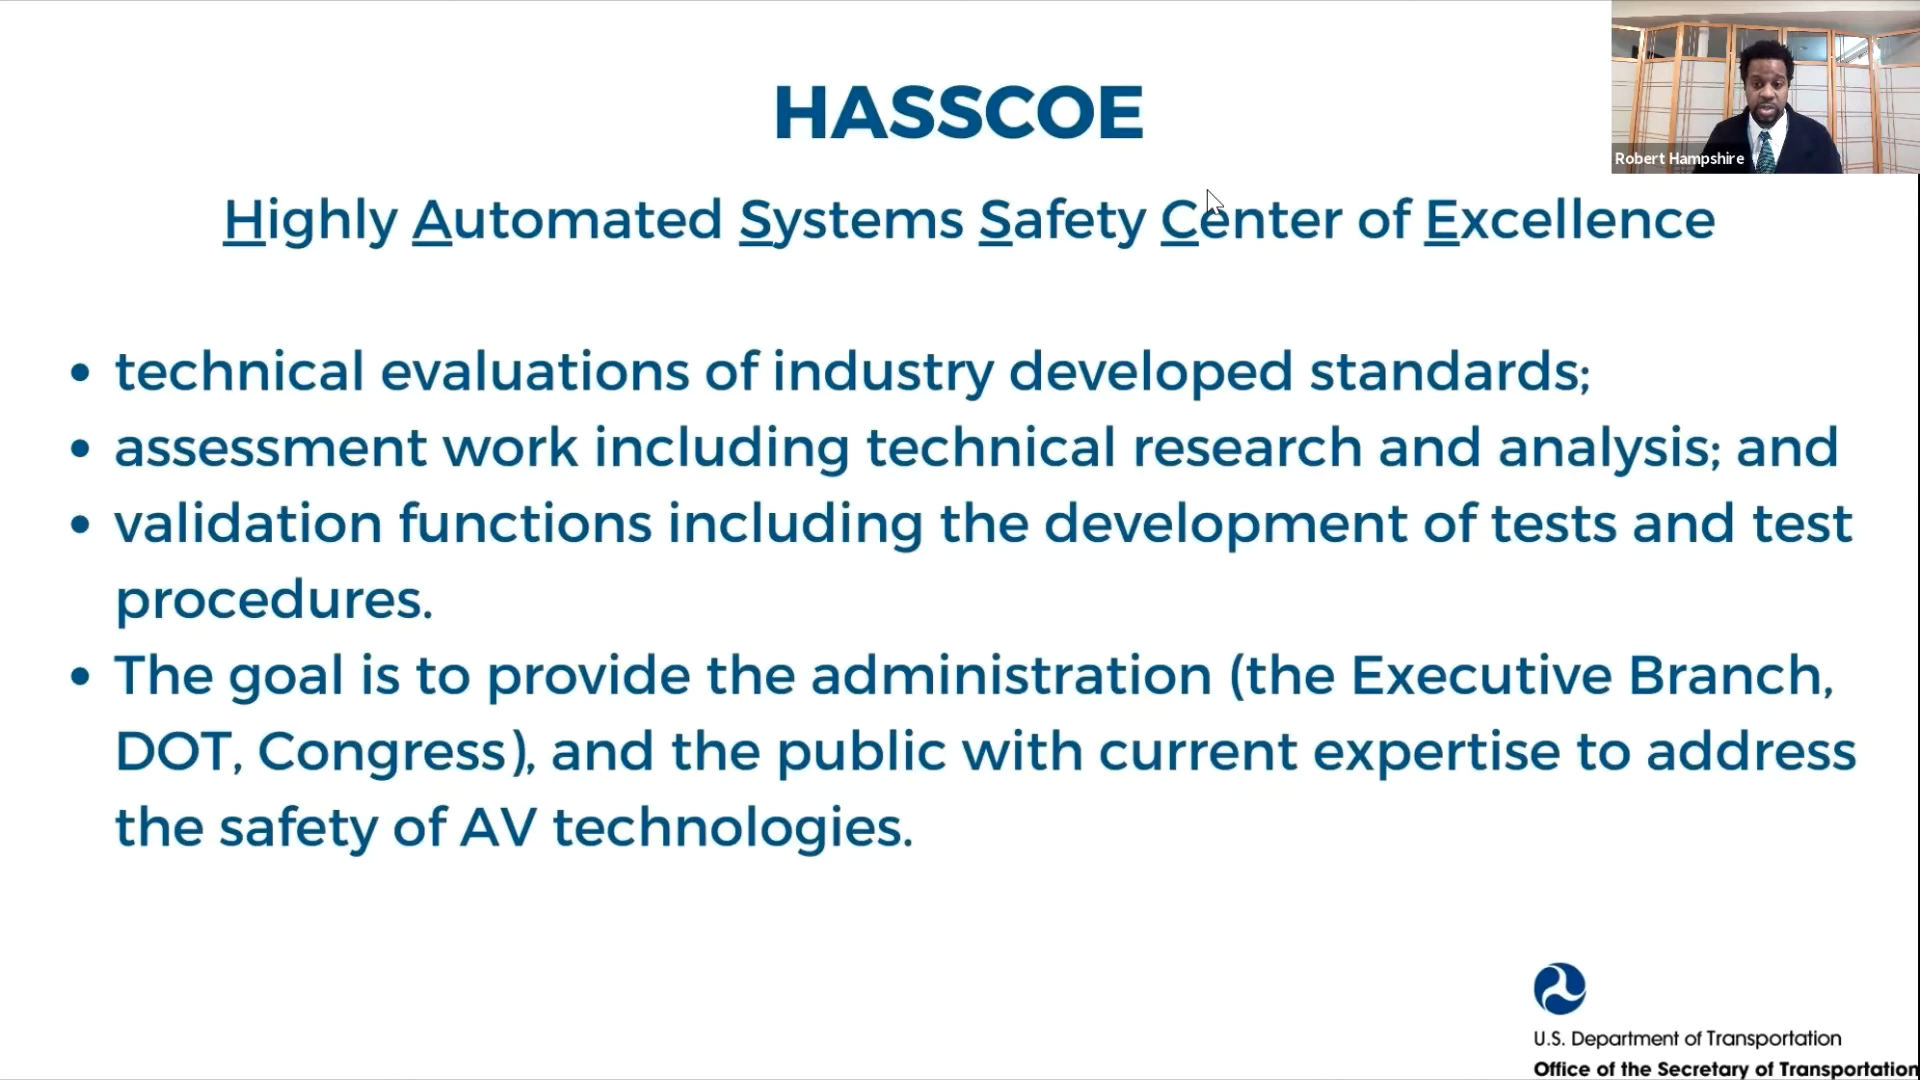 HASSCOE
Robert Hampshire
Highly Automated Systems Safety Center of Excellence
• technical evaluations of industry developed standards;
• assessment work including technical research and analysis; and
• validation functions including the development of tests and test
procedures.
• The goal is to provide the administration (the Executive Branch,
DOT, Congress), and the public with current expertise to address
the safety of AV technologies.
U.S. Department of Transportation
Office of the Secretary of Transportation